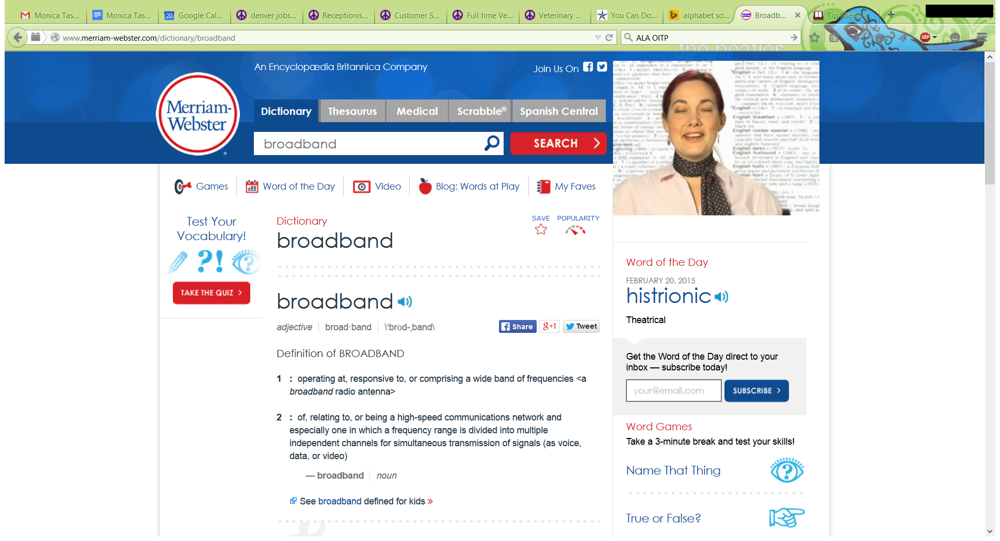 Monica Tas...
Monica Tas...
20 Google Cal...
denver jobs...
Receptionis...
Customer S...
Full time Ve...
Veterinary ...
You Can Do...
alphabet so...
Broadb...
Tip Sheets
www.merriam-webster.com/dictionary/broadband
ALA OITP
ABP
the beatles
An Encyclopædia Britannica Company
Join Us On
Merriam-
Webster
Dictionary Thesaurus Medical Scrabble® Spanish Central
broadband
SEARCH
Games Word of the Day Video Blog: Words at Play My Faves
Test Your
Vocabulary!
?!
TAKE THE QUIZ
Dictionary
SAVE POPULARITY
broadband
broadband
adjective broad·band \ˈbrȯd-ˌband\
Share g+1 Tweet
Definition of BROADBAND
1 : operating at, responsive to, or comprising a wide band of frequencies <a
broadband radio antenna>
2 : of, relating to, or being a high-speed communications network and
especially one in which a frequency range is divided into multiple
independent channels for simultaneous transmission of signals (as voice,
data, or video)
— broadband noun
See broadband defined for kids »
Word of the Day
FEBRUARY 20, 2015
histrionic
Theatrical
Get the Word of the Day direct to your
inbox — subscribe today!
your@email.com SUBSCRIBE
Word Games
Take a 3-minute break and test your skills!
Name That Thing
True or False?